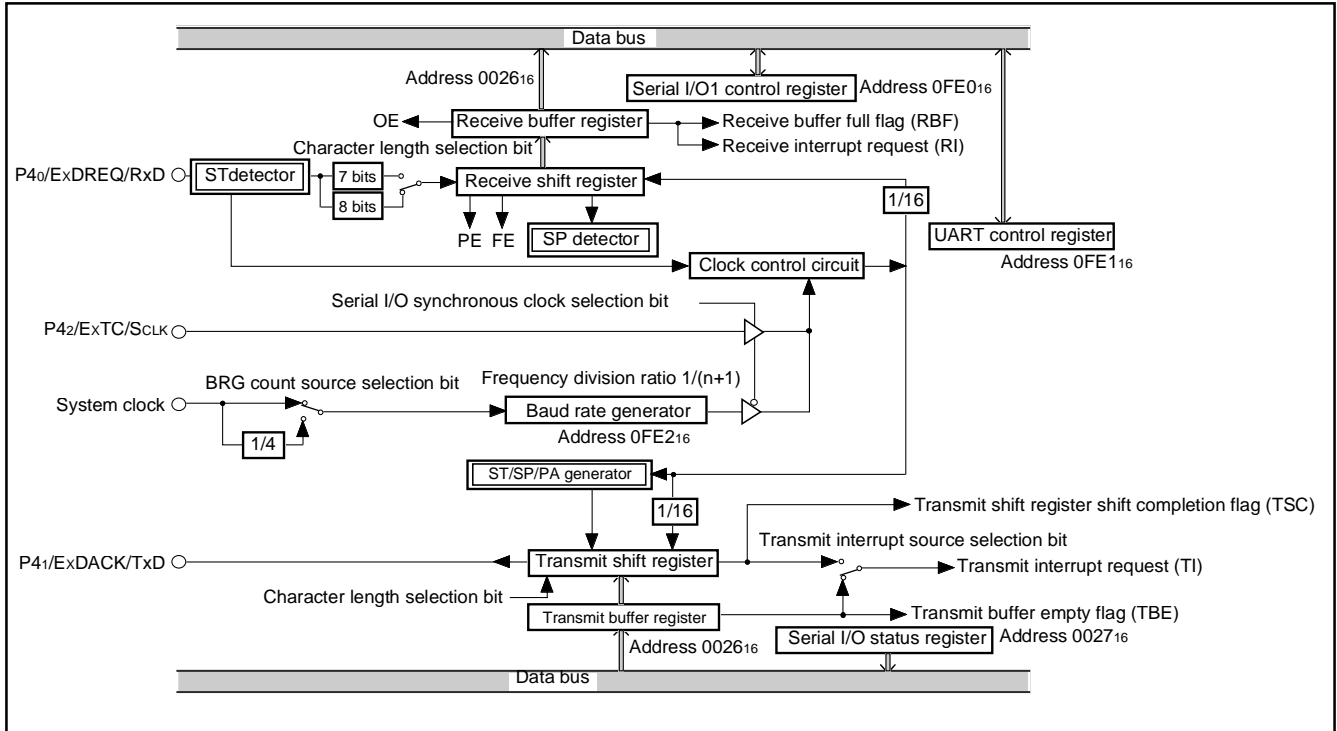 Data bus
Address 002616
Serial I/O1 control register
Address 0FE016
OE
Receive buffer register
Receive buffer full flag (RBF)
Receive interrupt request (RI)
Character length selection bit
P40/EXDREQ/RxD
STdetector
7 bits
8 bits
Receive shift register
1/16
PE
FE
SP detector
UART control register
Address 0FE116
Clock control circuit
Serial I/O synchronous clock selection bit
P42/EXTC/SCLK
BRG count source selection bit
Frequency division ratio 1/(n+1)
System clock
Baud rate generator
Address 0FE216
1/4
ST/SP/PA generator
1/16
Transmit shift register shift completion flag (TSC)
Transmit interrupt source selection bit
P41/EXDACK/TxD
Transmit shift register
Transmit interrupt request (TI)
Character length selection bit
Transmit buffer register
Transmit buffer empty flag (TBE)
Address 002616
Serial I/O status register
Address 002716
Data bus